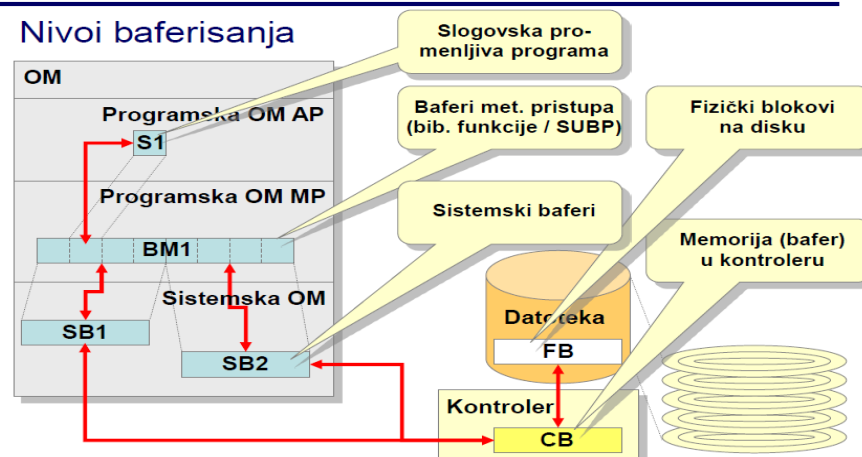 Nivoi baferisanja
Slogovska pro-
menljiva programa
OM
Programska OM AP
S1
Baferi met. pristupa
(bib. funkcije / SUBP)
Fizički blokovi
na disku
Programska OM MP
Sistemski baferi
BM1
Memorija (bafer)
u kontroleru
Sistemska OM
SB1
Datoteka
FB
SB2
Kontroler
CB